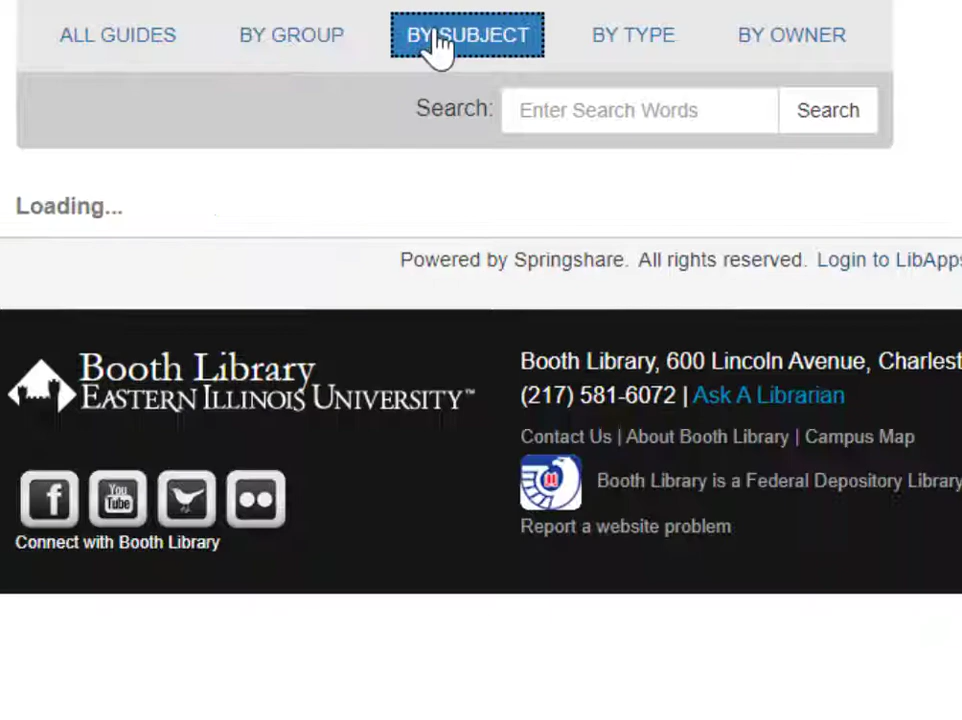 ALL GUIDES BY GROUP BY SUBJECT BY TYPE BY OWNER
Search: Enter Search Words Search
Loading...
Powered by Springshare. All rights reserved. Login to LibApps
Booth Library
EASTERN ILLINOIS UNIVERSITY™
Booth Library, 600 Lincoln Avenue, Charlest
(217) 581-6072 | Ask A Librarian
Contact Us | About Booth Library | Campus Map
Booth Library is a Federal Depository Library
Report a website problem
f
You
Tube
Connect with Booth Library